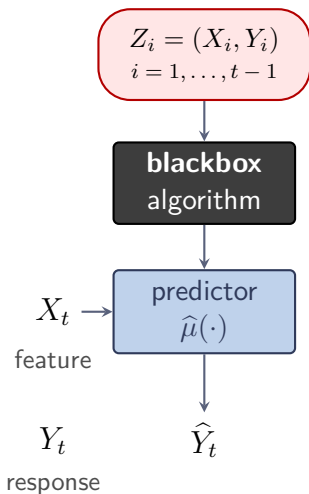 Z_i = (X_i, Y_i)
i = 1, . . . , t − 1
blackbox
algorithm
predictor
X_t
μ̂(·)
feature
Y_t
Ŷ_t
response